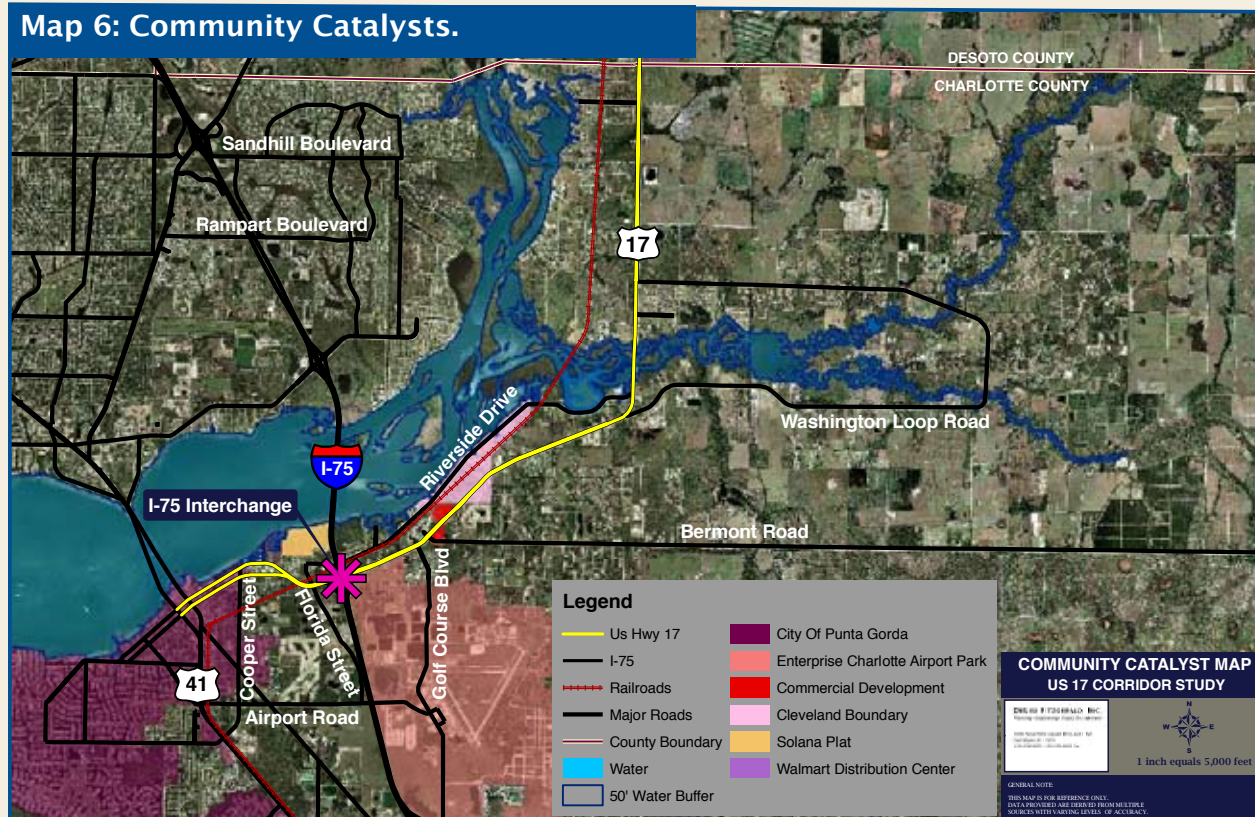 Map 6: Community Catalysts.
DESOTO COUNTY
CHARLOTTE COUNTY
Sandhill Boulevard
Rampart Boulevard
17
Riverside Drive
Washington Loop Road
I-75
I-75 Interchange
Bermont Road
Cooper Street
Florida Street
Golf Course Blvd
41
Airport Road
Legend
Us Hwy 17
I-75
Railroads
Major Roads
County Boundary
Water
50' Water Buffer
City Of Punta Gorda
Enterprise Charlotte Airport Park
Commercial Development
Cleveland Boundary
Solana Plat
Walmart Distribution Center
COMMUNITY CATALYST MAP
US 17 CORRIDOR STUDY
N
W
E
S
1 inch equals 5,000 feet
GENERAL NOTE:
THIS MAP IS FOR REFERENCE ONLY.
DATA PROVIDED ARE DERIVED FROM MULTIPLE
SOURCES WITH VARYING LEVELS OF ACCURACY.